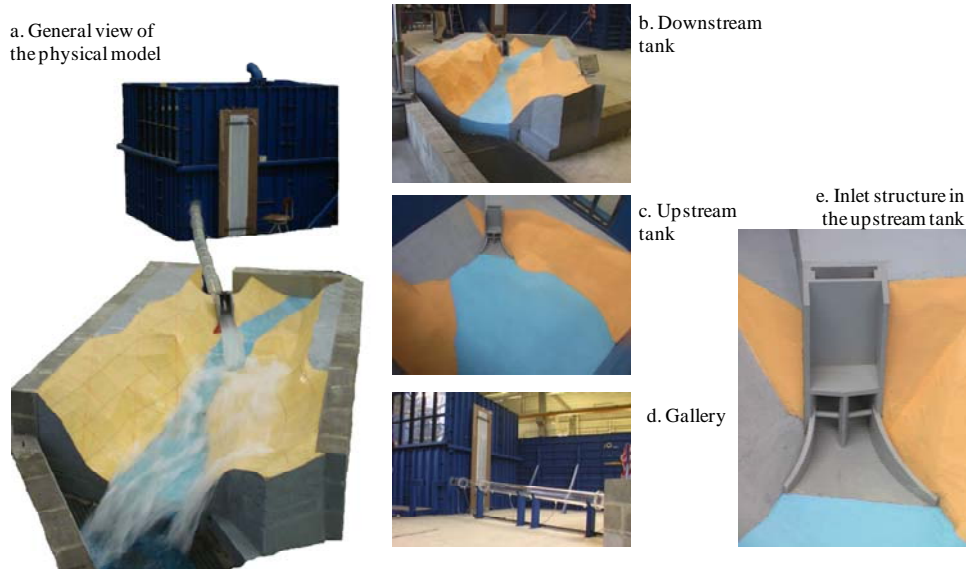 a. General view of
the physical model
b. Downstream
tank
c. Upstream
tank
d. Gallery
e. Inlet structure in
the upstream tank